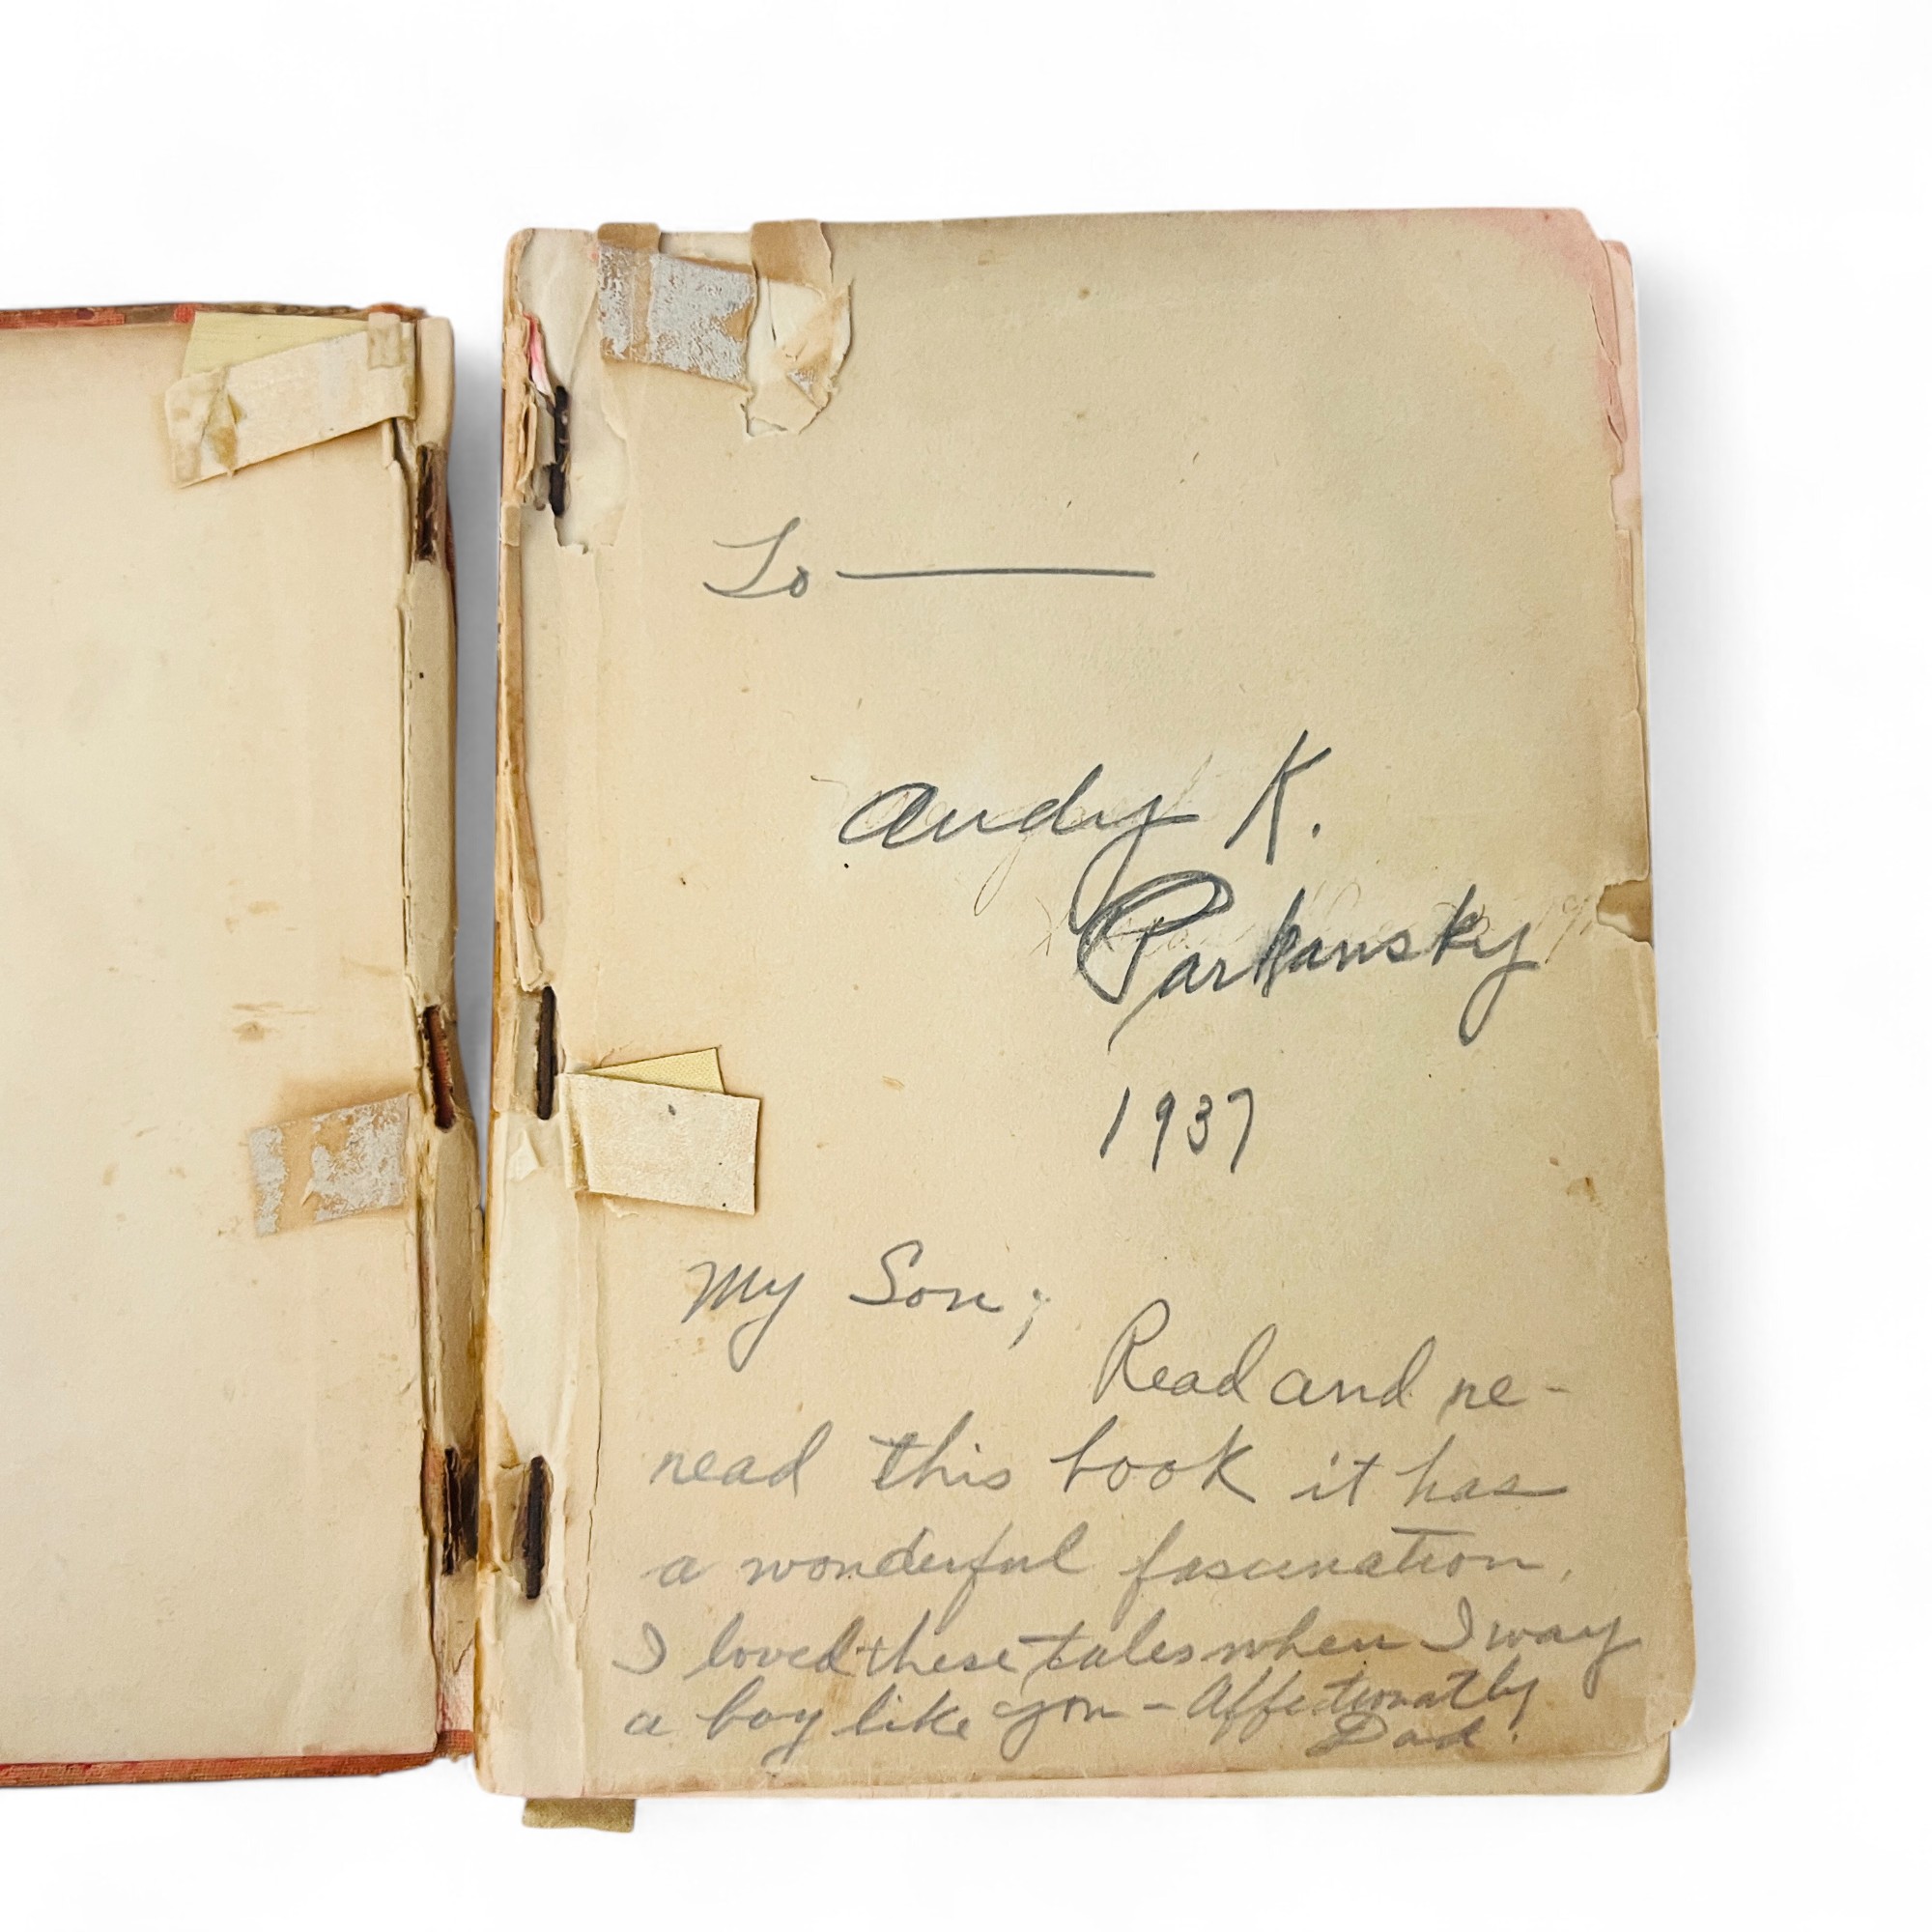 To
Andy K.
Parkansky
1937
My Son;
Read and re-
read this book it has
a wonderful fascination.
I loved these tales when I way
a boy like you - Affectionatly
Dad.